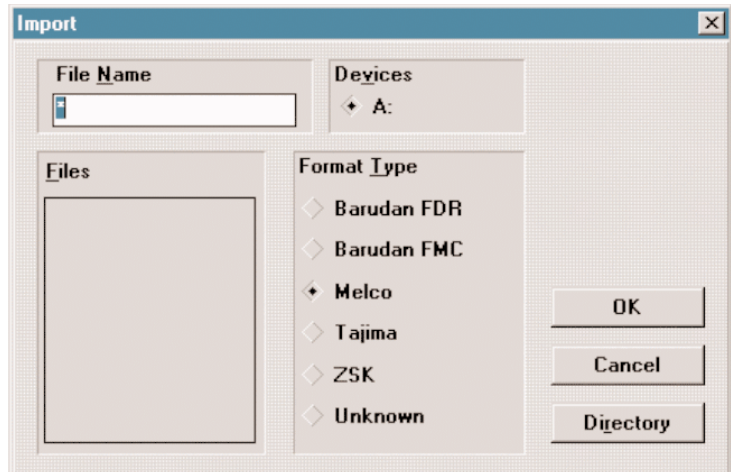 Import
File Name
*
Devices
A:
Files
Format Type
Barudan FDR
Barudan FMC
Melco
Tajima
ZSK
Unknown
OK
Cancel
Directory